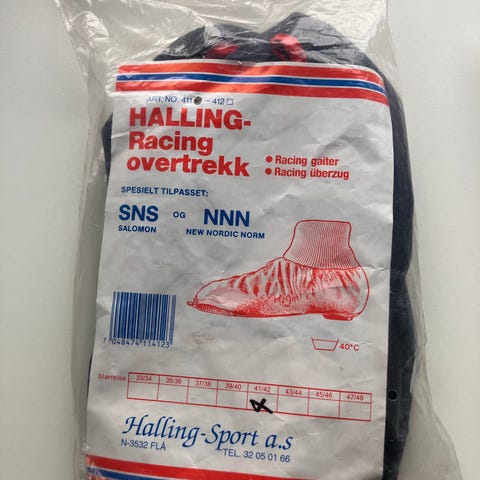 ART. NO. 411 - 412
HALLING-
Racing
overtrekk
• Racing gaiter
• Racing überzug
SPESIELT TILPASSET:
SNS OG NNN
SALOMON NEW NORDIC NORM
40°C
7 048474 114123
Størrelse 33/34 35/36 37/38 39/40 41/42 43/44 45/46 47/48
Halling-Sport a.s
N-3532 FLÅ TEL. 32 05 01 66